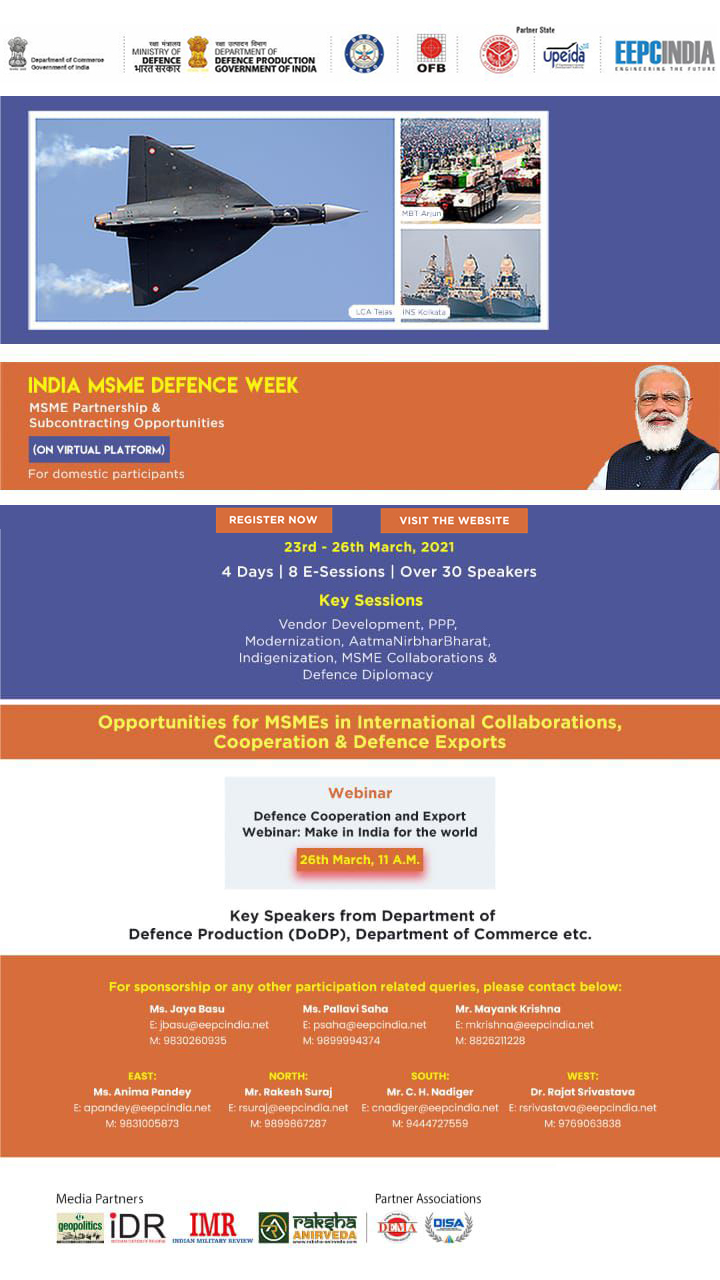 Partner State
Department of Commerce
Government of India
रक्षा मंत्रालय
MINISTRY OF
DEFENCE
भारत सरकार
रक्षा उत्पादन विभाग
DEPARTMENT OF
DEFENCE PRODUCTION
GOVERNMENT OF INDIA
OFB
upeida
EEPCINDIA
ENGINEERING THE FUTURE
MBT Arjun
LCA Tejas
INS Kolkata
INDIA MSME DEFENCE WEEK
MSME Partnership &
Subcontracting Opportunities
(ON VIRTUAL PLATFORM)
For domestic participants
REGISTER NOW
VISIT THE WEBSITE
23rd - 26th March, 2021
4 Days | 8 E-Sessions | Over 30 Speakers
Key Sessions
Vendor Development, PPP,
Modernization, AatmaNirbharBharat,
Indigenization, MSME Collaborations &
Defence Diplomacy
Opportunities for MSMEs in International Collaborations,
Cooperation & Defence Exports
Webinar
Defence Cooperation and Export
Webinar: Make in India for the world
26th March, 11 A.M.
Key Speakers from Department of
Defence Production (DoDP), Department of Commerce etc.
For sponsorship or any other participation related queries, please contact below:
Ms. Jaya Basu
E: jbasu@eepcindia.net
M: 9830260935
Ms. Pallavi Saha
E: psaha@eepcindia.net
M: 9899994374
Mr. Mayank Krishna
E: mkrishna@eepcindia.net
M: 8826211228
EAST:
Ms. Anima Pandey
E: apandey@eepcindia.net
M: 9831005873
NORTH:
Mr. Rakesh Suraj
E: rsuraj@eepcindia.net
M: 9899867287
SOUTH:
Mr. C. H. Nadiger
E: cnadiger@eepcindia.net
M: 9444727559
WEST:
Dr. Rajat Srivastava
E: rsrivastava@eepcindia.net
M: 9769063838
Media Partners
Partner Associations
geopolitics
iDR
INDIAN DEFENCE REVIEW
IMR
INDIAN MILITARY REVIEW
raksha
ANIRVEDA
www.raksha-anirveda.com
DEMA
DISA